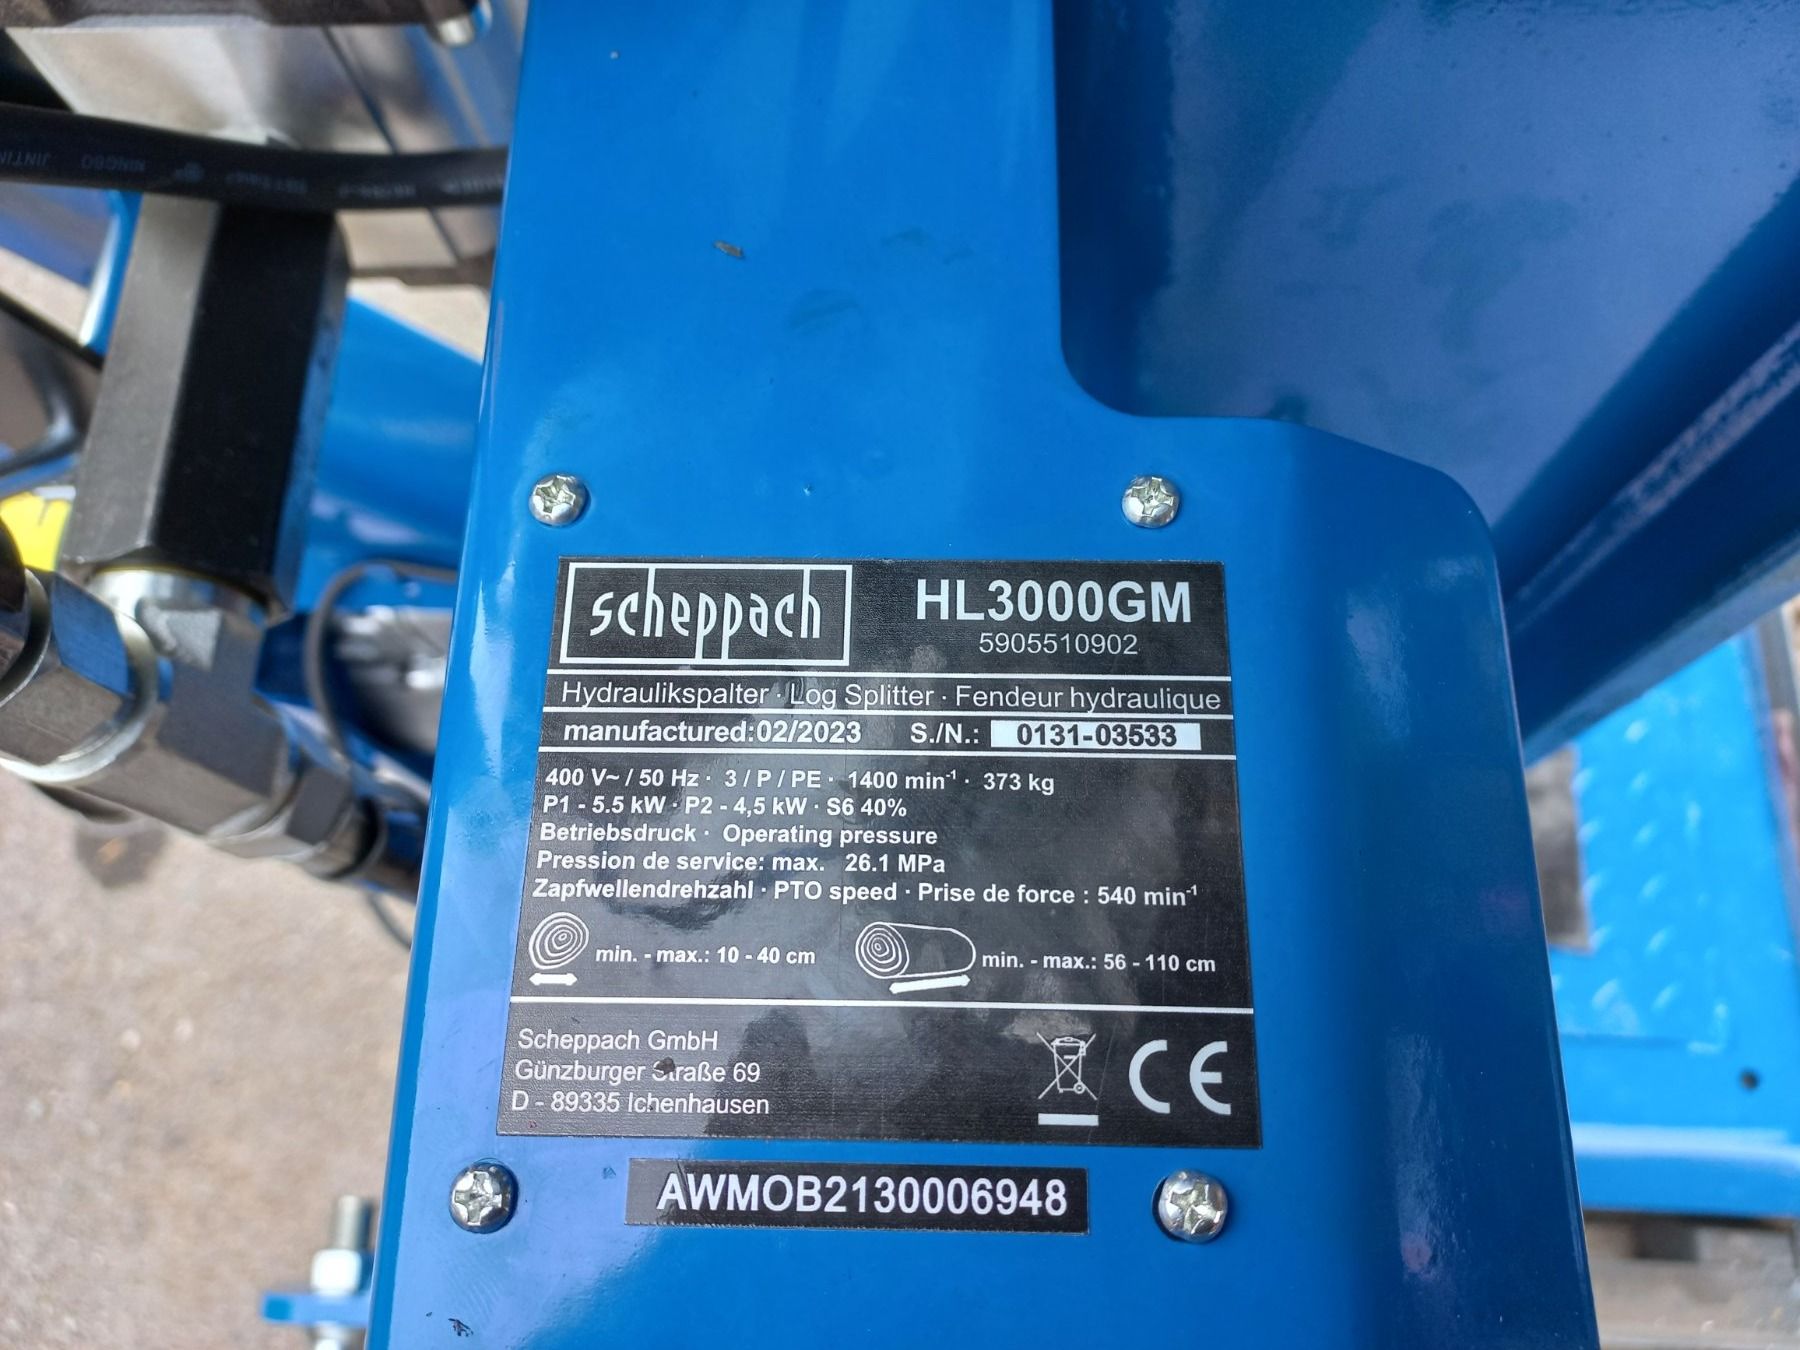 scheppach
HL3000GM
5905510902
Hydraulikspalter · Log Splitter · Fendeur hydraulique
manufactured:02/2023 S./N.: 0131-03533
400 V~ / 50 Hz · 3 / P / PE · 1400 min⁻¹ · 373 kg
P1 - 5.5 kW · P2 - 4,5 kW · S6 40%
Betriebsdruck · Operating pressure
Pression de service: max. 26.1 MPa
Zapfwellendrehzahl · PTO speed · Prise de force : 540 min⁻¹
min. - max.: 10 - 40 cm
min. - max.: 56 - 110 cm
Scheppach GmbH
Günzburger Straße 69
D - 89335 Ichenhausen
CE
AWMOB2130006948